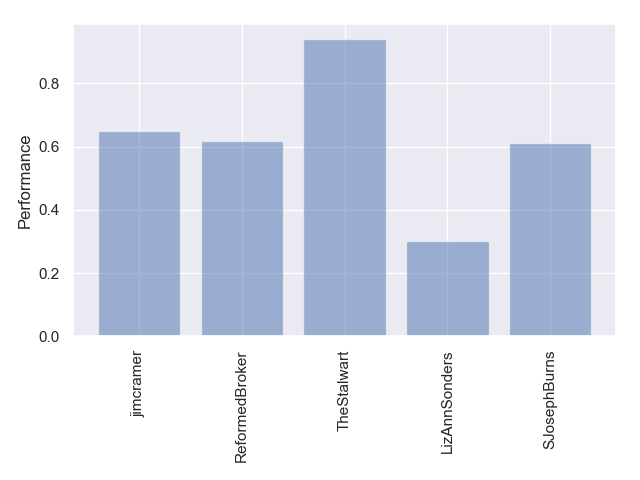 0.8
0.6
0.4
0.2
0.0
Performance
jimcramer
ReformedBroker
TheStalwart
LizAnnSonders
SJosephBurns